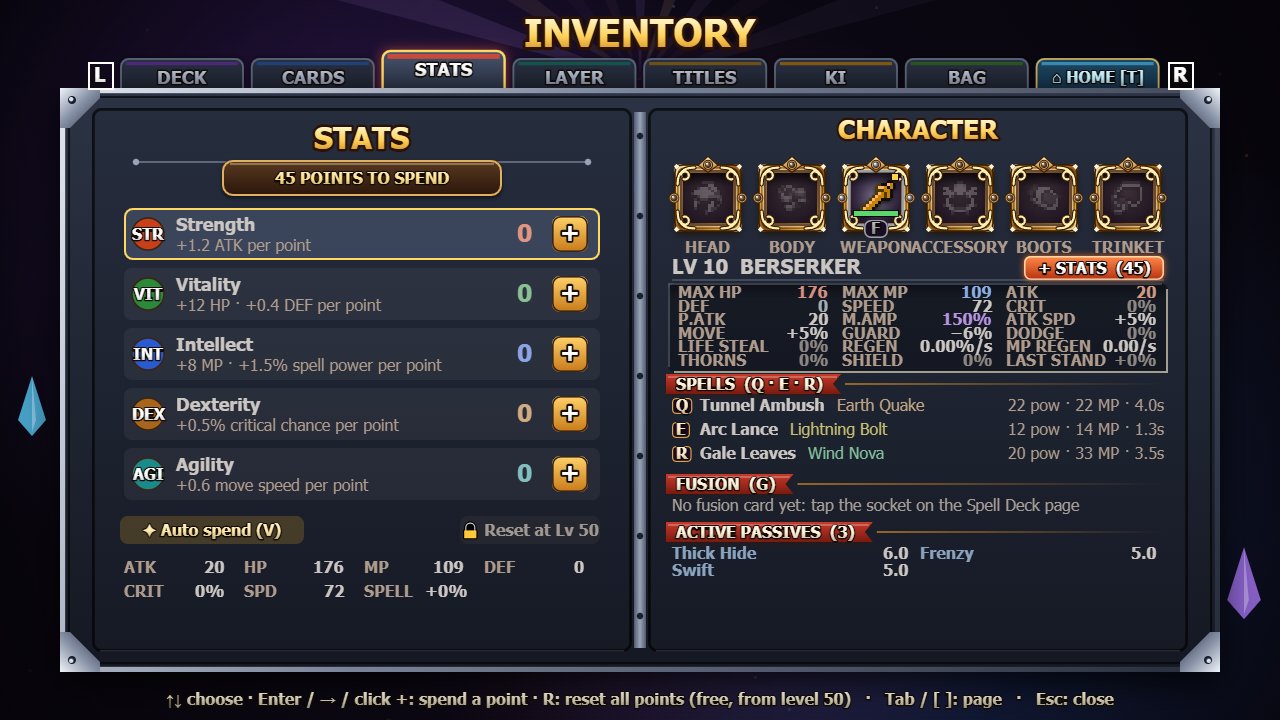 INVENTORY
L DECK CARDS STATS LAYER TITLES KI BAG ⌂ HOME [T] R
STATS
45 POINTS TO SPEND
STR Strength 0 +
+1.2 ATK per point
VIT Vitality 0 +
+12 HP · +0.4 DEF per point
INT Intellect 0 +
+8 MP · +1.5% spell power per point
DEX Dexterity 0 +
+0.5% critical chance per point
AGI Agility 0 +
+0.6 move speed per point
✦ Auto spend (V) 🔒 Reset at Lv 50
ATK 20 HP 176 MP 109 DEF 0
CRIT 0% SPD 72 SPELL +0%
CHARACTER
F
HEAD BODY WEAPON ACCESSORY BOOTS TRINKET
LV 10 BERSERKER + STATS (45)
MAX HP 176 MAX MP 109 ATK 20
DEF 0 SPEED 72 CRIT 0%
P.ATK 20 M.AMP 150% ATK SPD +5%
MOVE +5% GUARD −6% DODGE 0%
LIFE STEAL 0% REGEN 0.00%/s MP REGEN 0.00/s
THORNS 0% SHIELD 0% LAST STAND +0%
SPELLS (Q · E · R)
Q Tunnel Ambush Earth Quake 22 pow · 22 MP · 4.0s
E Arc Lance Lightning Bolt 12 pow · 14 MP · 1.3s
R Gale Leaves Wind Nova 20 pow · 33 MP · 3.5s
FUSION (G)
No fusion card yet: tap the socket on the Spell Deck page
ACTIVE PASSIVES (3)
Thick Hide 6.0 Frenzy 5.0
Swift 5.0
↑↓ choose · Enter / → / click +: spend a point · R: reset all points (free, from level 50) · Tab / [ ]: page · Esc: close